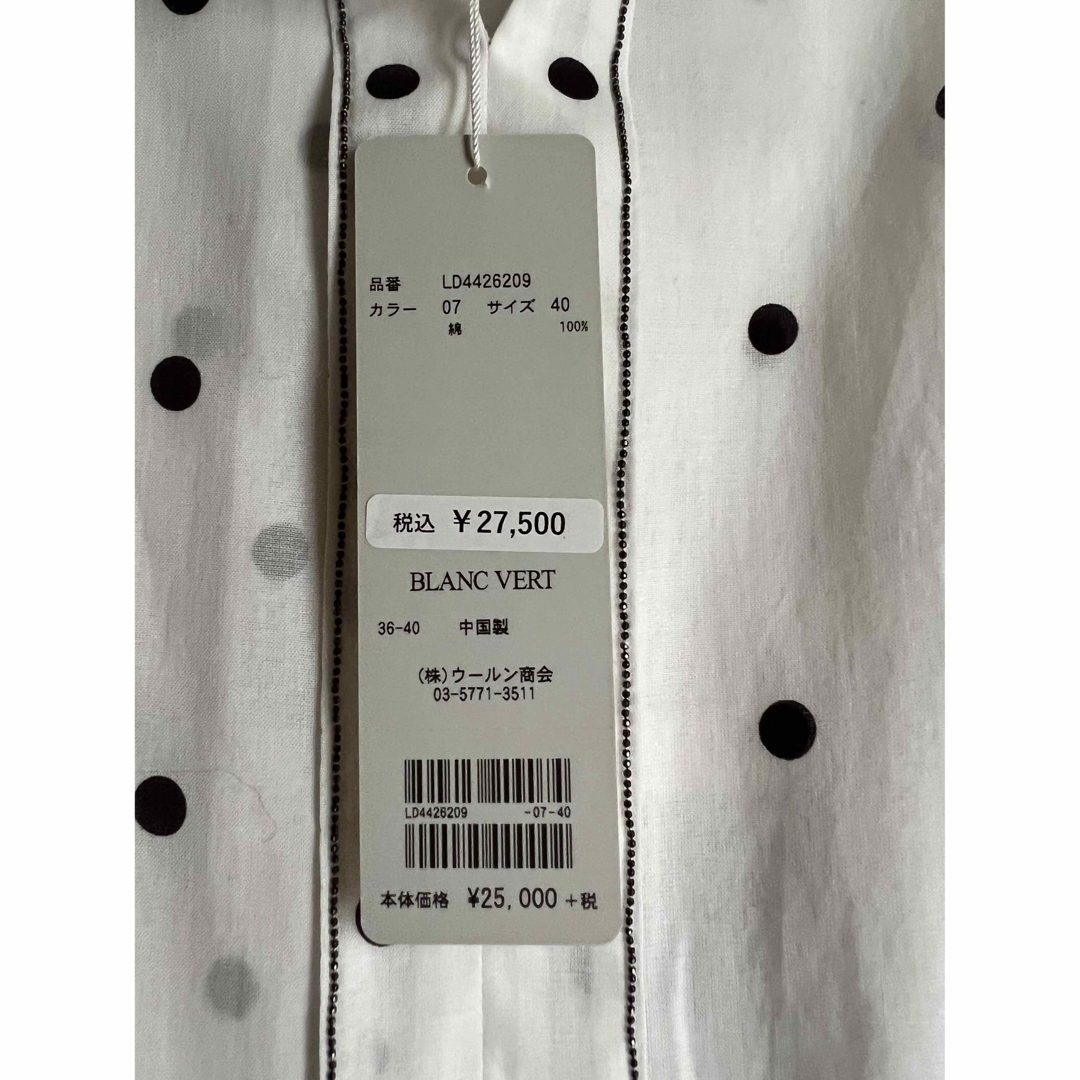 品番 LD4426209
カラー 07 サイズ 40
綿 100%
税込 ¥27,500
BLANC VERT
36-40 中国製
(株)ウールン商会
03-5771-3511
LD4426209 -07-40
本体価格 ¥25,000+税